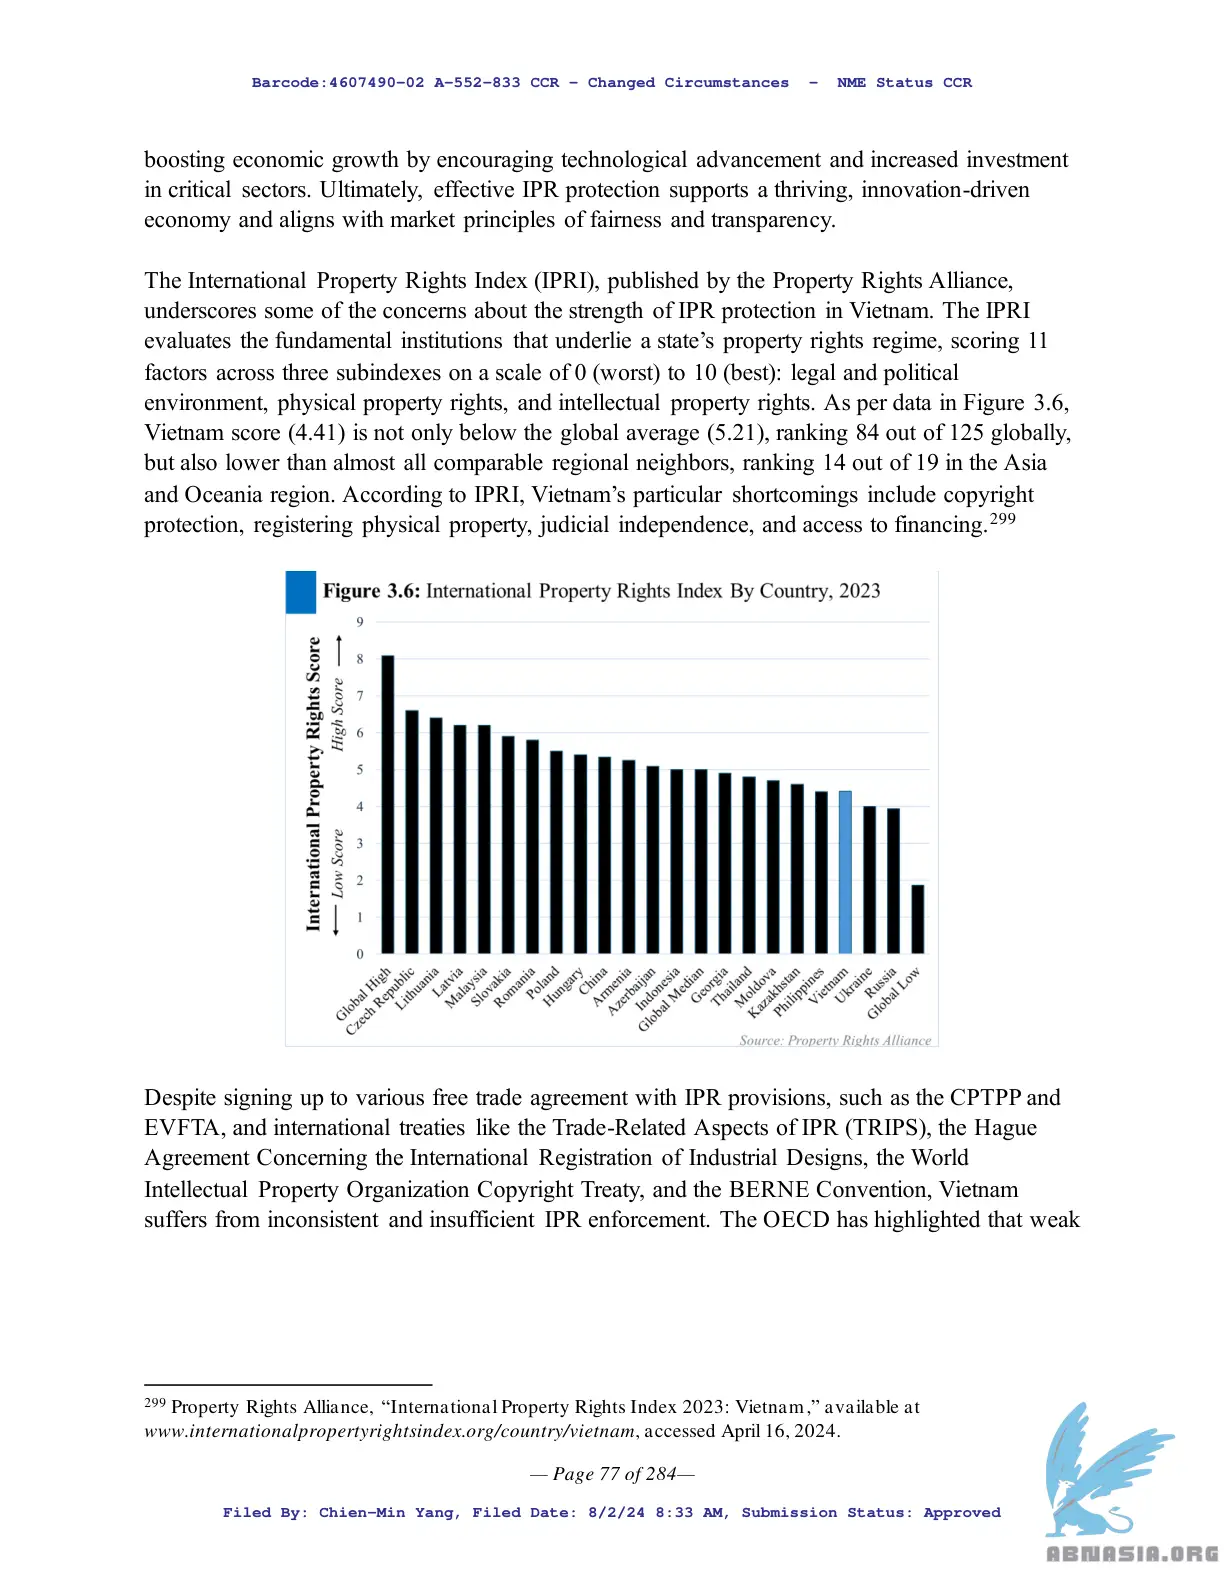 Barcode:4607490-02 A-552-833 CCR - Changed Circumstances - NME Status CCR
boosting economic growth by encouraging technological advancement and increased investment
in critical sectors. Ultimately, effective IPR protection supports a thriving, innovation-driven
economy and aligns with market principles of fairness and transparency.
The International Property Rights Index (IPRI), published by the Property Rights Alliance,
underscores some of the concerns about the strength of IPR protection in Vietnam. The IPRI
evaluates the fundamental institutions that underlie a state’s property rights regime, scoring 11
factors across three subindexes on a scale of 0 (worst) to 10 (best): legal and political
environment, physical property rights, and intellectual property rights. As per data in Figure 3.6,
Vietnam score (4.41) is not only below the global average (5.21), ranking 84 out of 125 globally,
but also lower than almost all comparable regional neighbors, ranking 14 out of 19 in the Asia
and Oceania region. According to IPRI, Vietnam’s particular shortcomings include copyright
protection, registering physical property, judicial independence, and access to financing.299
Figure 3.6: International Property Rights Index By Country, 2023
International Property Rights Score
Low Score
High Score
9
8
7
6
5
4
3
2
1
0
Global High
Czech Republic
Lithuania
Latvia
Malaysia
Slovakia
Romania
Poland
Hungary
China
Armenia
Azerbaijan
Indonesia
Global Median
Georgia
Thailand
Moldova
Kazakhstan
Philippines
Vietnam
Ukraine
Russia
Global Low
Source: Property Rights Alliance
Despite signing up to various free trade agreement with IPR provisions, such as the CPTPP and
EVFTA, and international treaties like the Trade-Related Aspects of IPR (TRIPS), the Hague
Agreement Concerning the International Registration of Industrial Designs, the World
Intellectual Property Organization Copyright Treaty, and the BERNE Convention, Vietnam
suffers from inconsistent and insufficient IPR enforcement. The OECD has highlighted that weak
299 Property Rights Alliance, “International Property Rights Index 2023: Vietnam,” available at
www.internationalpropertyrightsindex.org/country/vietnam, accessed April 16, 2024.
— Page 77 of 284—
Filed By: Chien-Min Yang, Filed Date: 8/2/24 8:33 AM, Submission Status: Approved
ABNASIA.ORG